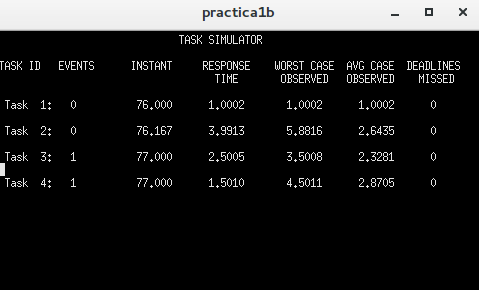 practica1b
TASK SIMULATOR
TASK ID EVENTS INSTANT RESPONSE WORST CASE AVG CASE DEADLINES
TIME OBSERVED OBSERVED MISSED
Task 1: 0 76.000 1.0002 1.0002 1.0002 0
Task 2: 0 76.167 3.9913 5.8816 2.6435 0
Task 3: 1 77.000 2.5005 3.5008 2.3281 0
Task 4: 1 77.000 1.5010 4.5011 2.8705 0